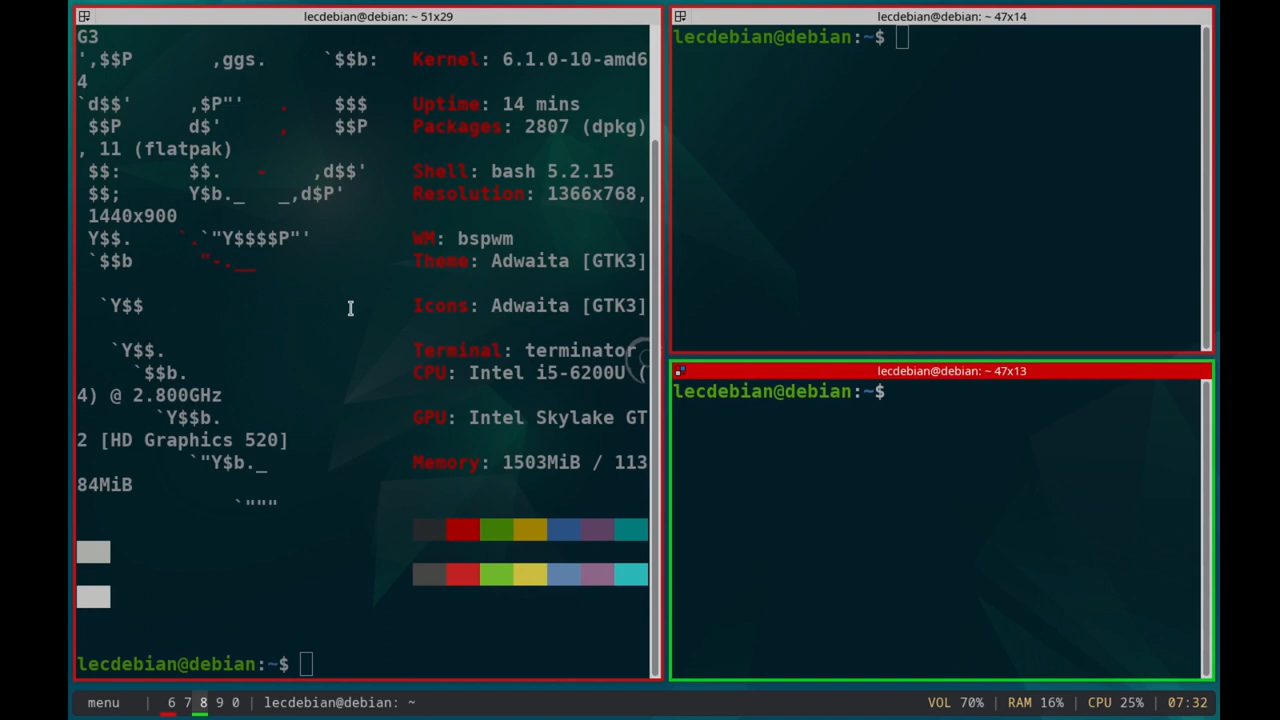 lecdebian@debian: ~ 51x29
G3
',$$P       ,ggs.     `$$b:   Kernel: 6.1.0-10-amd6
4
`d$$'     ,$P"'   .    $$$    Uptime: 14 mins
 $$P      d$'     ,    $$P    Packages: 2807 (dpkg)
, 11 (flatpak)
 $$:      $$.   -    ,d$$'    Shell: bash 5.2.15
 $$;      Y$b._   _,d$P'      Resolution: 1366x768,
 1440x900
 Y$$.    `.`"Y$$$$P"'         WM: bspwm
 `$$b      "-.__              Theme: Adwaita [GTK3]
  `Y$$                        Icons: Adwaita [GTK3]
   `Y$$.                      Terminal: terminator
     `$$b.                    CPU: Intel i5-6200U (
4) @ 2.800GHz
       `Y$$b.                 GPU: Intel Skylake GT
2 [HD Graphics 520]
          `"Y$b._             Memory: 1503MiB / 113
84MiB
              `"""
lecdebian@debian:~$
lecdebian@debian: ~ 47x14
lecdebian@debian:~$
lecdebian@debian: ~ 47x13
lecdebian@debian:~$
menu | 6 7 8 9 0 | lecdebian@debian: ~
VOL 70% | RAM 16% | CPU 25% | 07:32